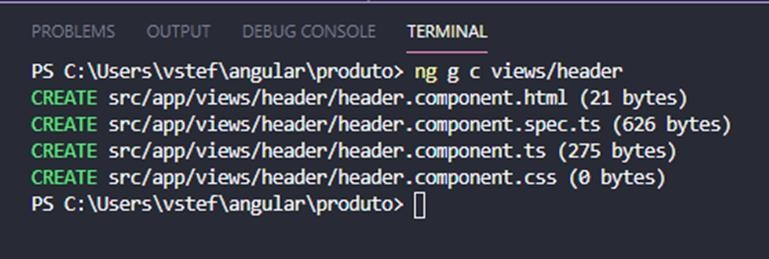 PROBLEMS OUTPUT DEBUG CONSOLE TERMINAL
PS C:\Users\vstef\angular\produto> ng g c views/header
CREATE src/app/views/header/header.component.html (21 bytes)
CREATE src/app/views/header/header.component.spec.ts (626 bytes)
CREATE src/app/views/header/header.component.ts (275 bytes)
CREATE src/app/views/header/header.component.css (0 bytes)
PS C:\Users\vstef\angular\produto>